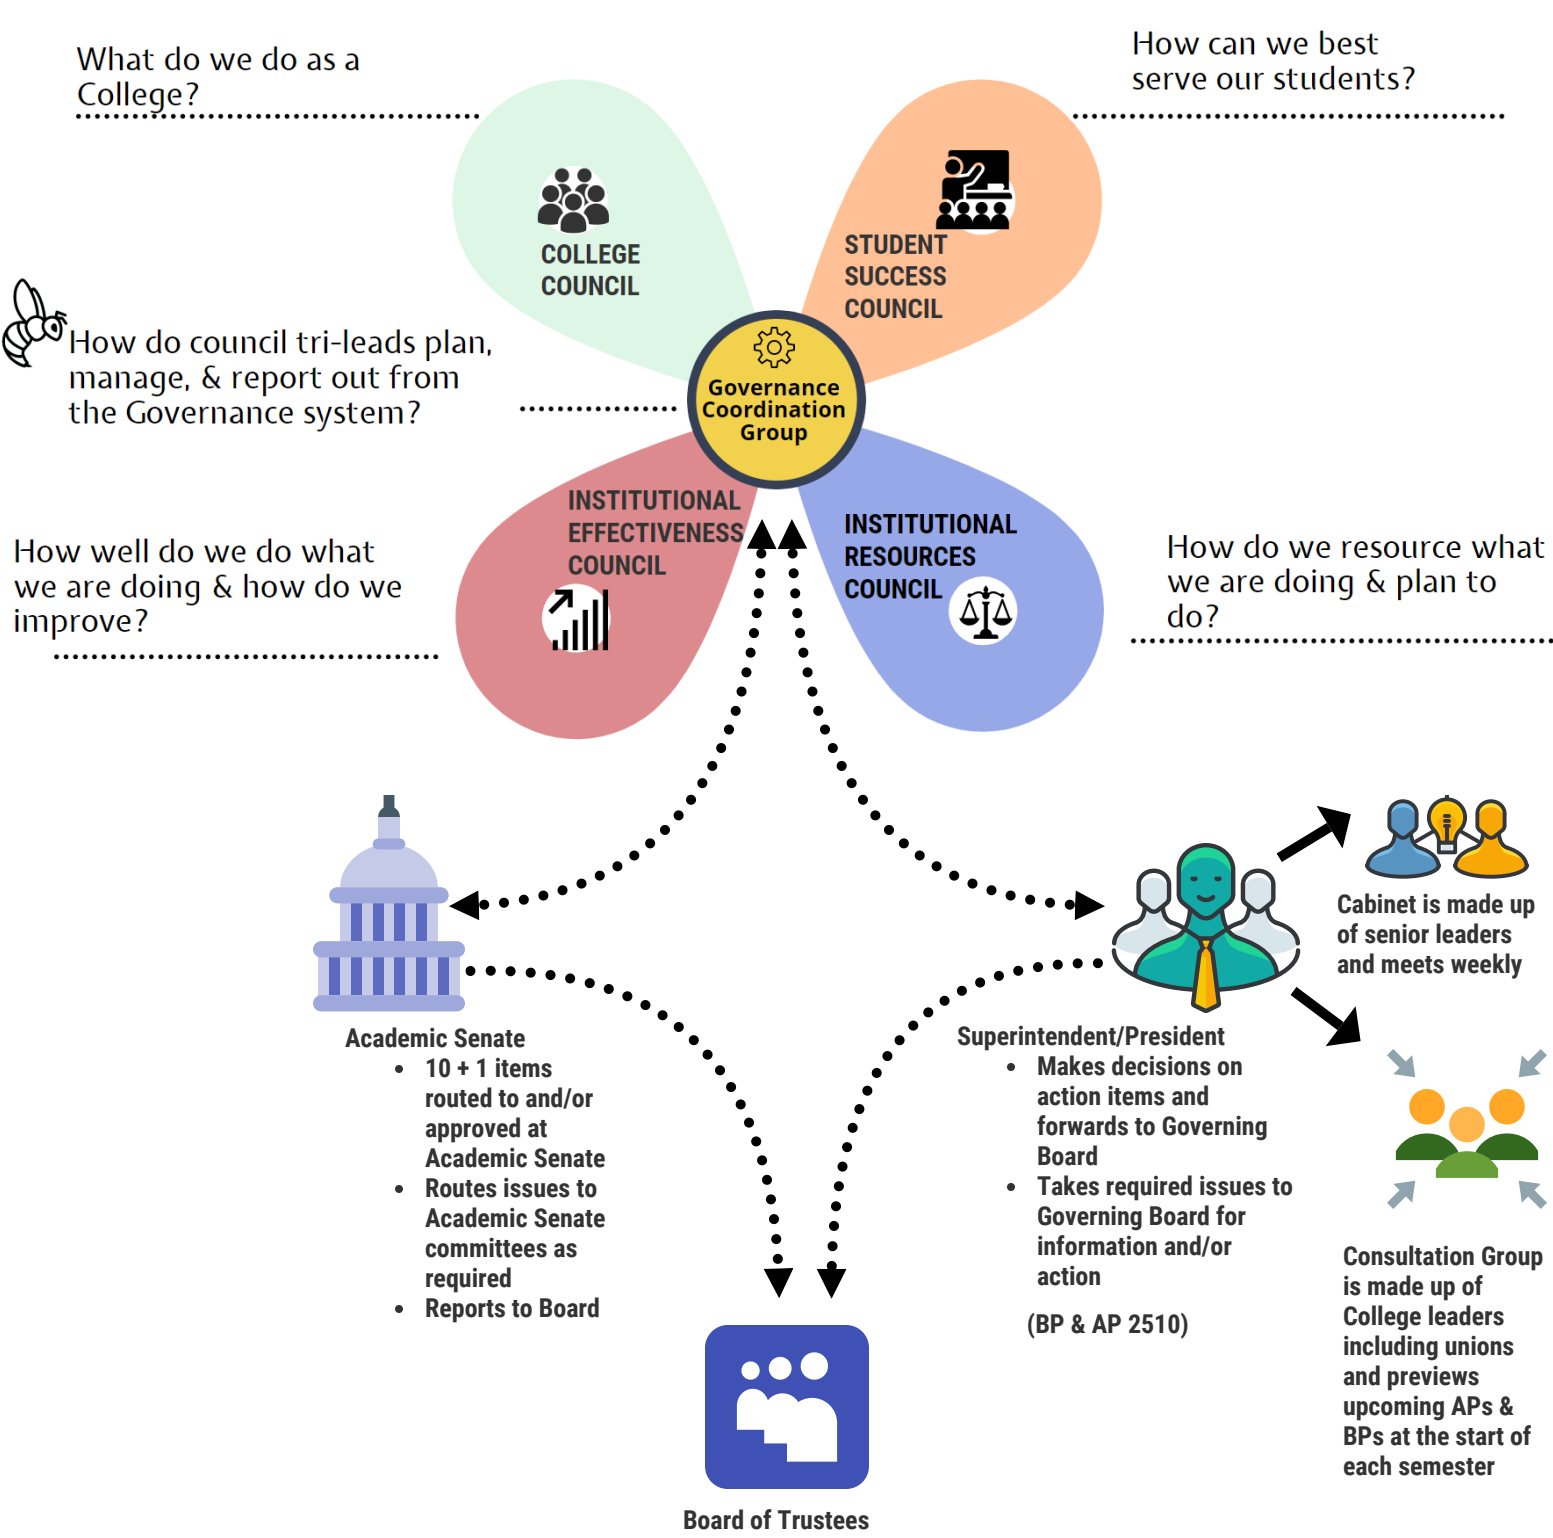 What do we do as a
College?
How can we best
serve our students?
COLLEGE
COUNCIL
STUDENT
SUCCESS
COUNCIL
How do council tri-leads plan,
manage, & report out from
the Governance system?
Governance
Coordination
Group
INSTITUTIONAL
EFFECTIVENESS
COUNCIL
INSTITUTIONAL
RESOURCES
COUNCIL
How well do we do what
we are doing & how do we
improve?
How do we resource what
we are doing & plan to
do?
Cabinet is made up
of senior leaders
and meets weekly
Academic Senate
• 10 + 1 items
routed to and/or
approved at
Academic Senate
• Routes issues to
Academic Senate
committees as
required
• Reports to Board
Superintendent/President
• Makes decisions on
action items and
forwards to Governing
Board
• Takes required issues to
Governing Board for
information and/or
action
(BP & AP 2510)
Consultation Group
is made up of
College leaders
including unions
and previews
upcoming APs &
BPs at the start of
each semester
Board of Trustees